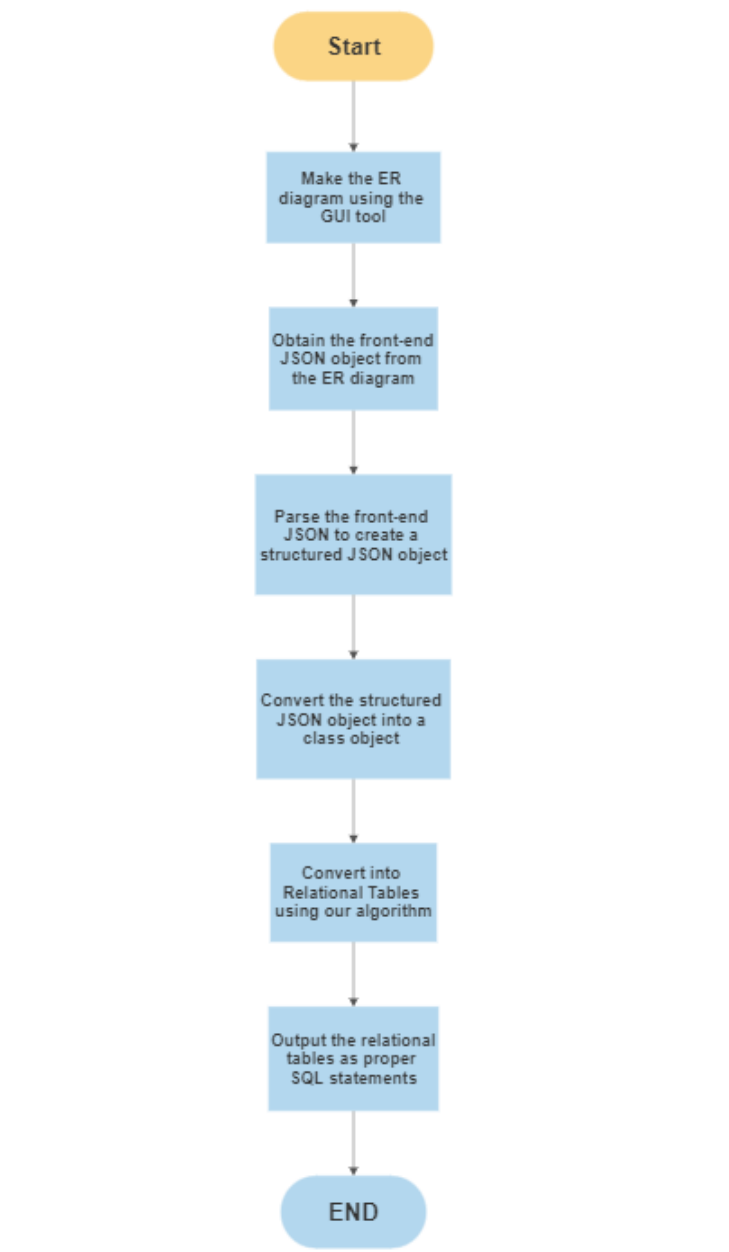 Start
Make the ER
diagram using the
GUI tool
Obtain the front-end
JSON object from
the ER diagram
Parse the front-end
JSON to create a
structured JSON object
Convert the structured
JSON object into a
class object
Convert into
Relational Tables
using our algorithm
Output the relational
tables as proper
SQL statements
END